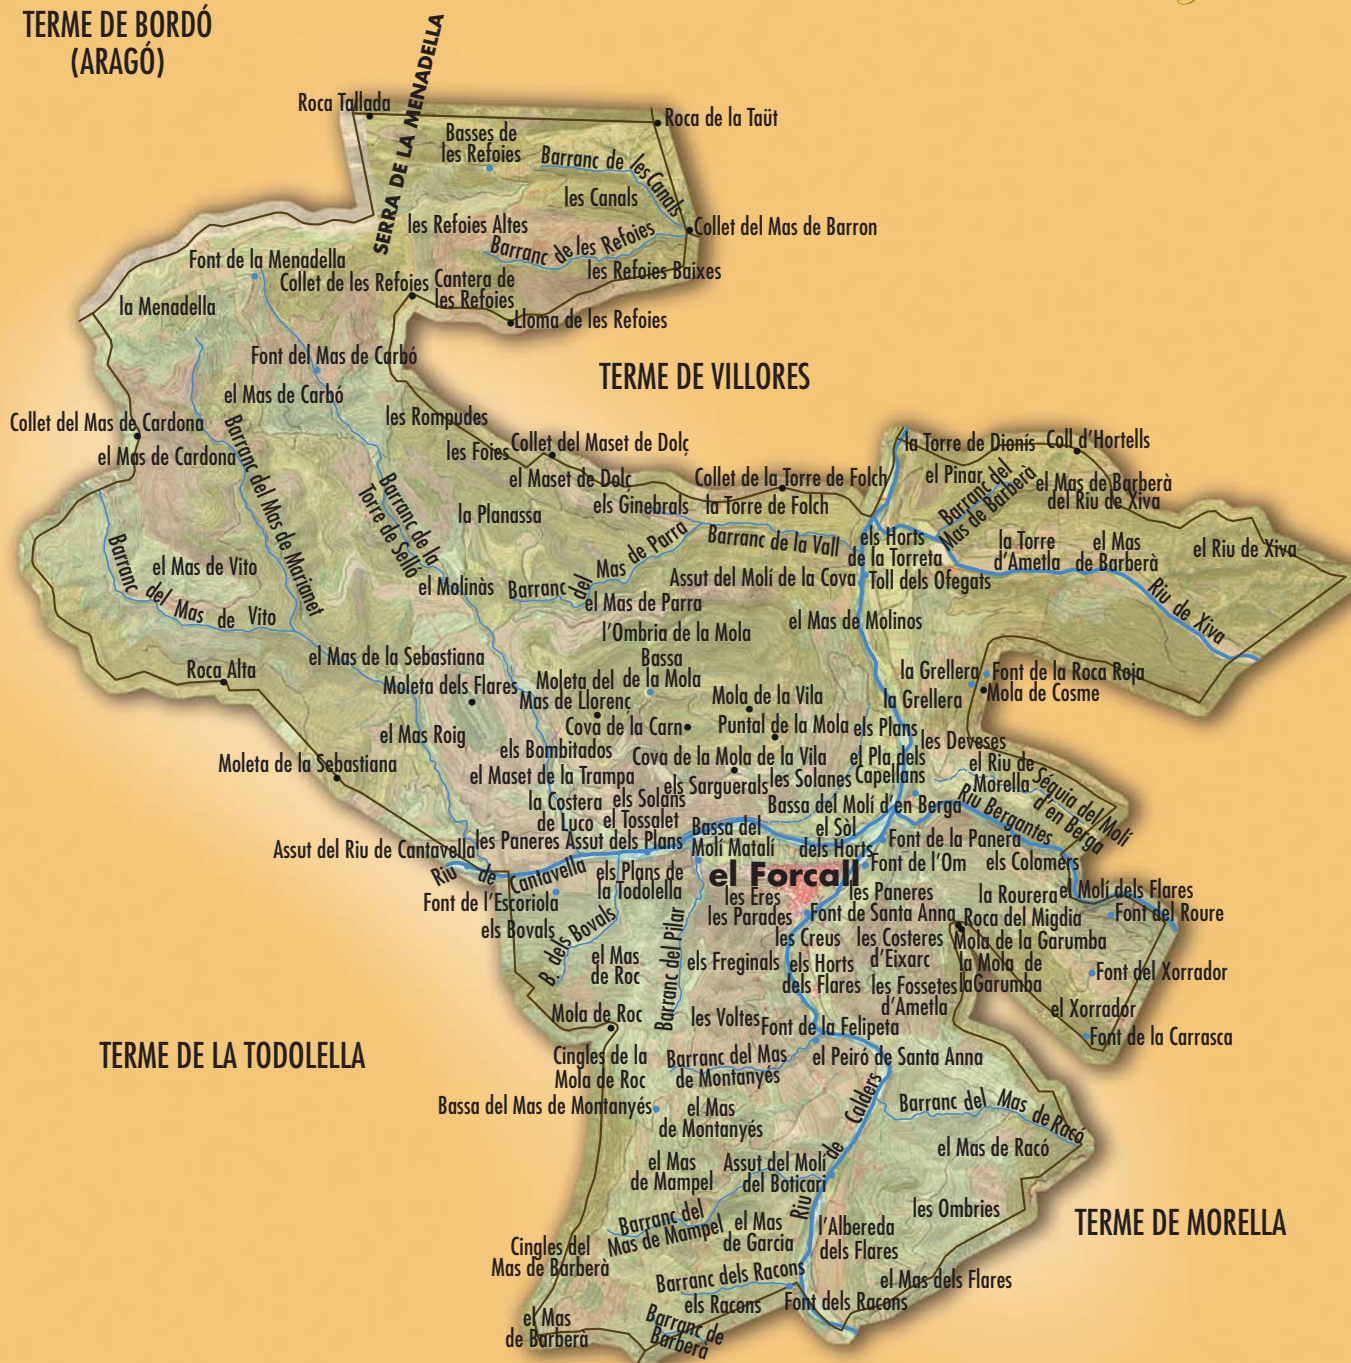 TERME DE BORDÓ
(ARAGÓ)
SERRA DE LA MENADELLA
Roca Tallada
Roca de la Taüt
Basses de
les Refoies
Barranc de les Canals
les Canals
les Refoies Altes
Collet del Mas de Barron
Barranc de les Refoies
les Refoies Baixes
Font de la Menadella
Collet de les Refoies
Cantera de
les Refoies
la Menadella
Lloma de les Refoies
Font del Mas de Carbó
TERME DE VILLORES
el Mas de Carbó
les Rompudes
Collet del Mas de Cardona
el Mas de Cardona
Barranc del Mas de Marianet
les Foies
Collet del Maset de Dolç
el Maset de Dolç
Collet de la Torre de Folch
la Torre de Dionís
Coll d'Hortells
el Pinar
Barranc del
Mas de Barberà
el Mas de Barberà
del Riu de Xiva
Barranc de la
Torre deSelló
la Planassa
els Ginebrals
la Torre de Folch
Barranc de la Vall
els Horts
de la Torreta
la Torre
d'Ametla
el Mas
de Barberà
el Riu de Xiva
Barranc del Mas de Vito
el Mas de Vito
el Molinàs
Barranc del Mas de Parra
Assut del Molí de la Cova
Toll dels Ofegats
Riu de Xiva
el Mas de Parra
el Mas de Molinos
l'Ombria de la Mola
Roca Alta
el Mas de la Sebastiana
Moleta dels Flares
Moleta del
Mas de Llorenç
Bassa
de la Mola
la Grellera
Font de la Roca Roja
Mola de Cosme
la Grellera
Mola de la Vila
Cova de la Carn
Puntal de la Mola
els Plans
el Mas Roig
les Deveses
Moleta de la Sebastiana
els Bombitados
Cova de la Mola de la Vila
el Pla dels
Capellans
el Riu de
Morella
Séquia del Molí
d'en Berga
el Maset de la Trampa
els Sarguerals
les Solanes
la Costera
de Luco
els Solans
el Tossalet
Bassa del Molí d'en Berga
Riu Bergantes
Assut del Riu de Cantavella
les Paneres
Assut dels Plans
Bassa del
Molí Matalí
el Sòl
dels Horts
Font de la Panera
Riu de Cantavella
els Plans de
la Todolella
el Forcall
Font de l'Om
els Colomers
Font de l'Escoriola
les Eres
les Paneres
la Rourera
el Molí dels Flares
les Parades
Font de Santa Anna
Roca del Migdia
Font del Roure
els Bovals
B. dels Bovals
Barranc del Pilar
les Creus
les Costeres
d'Eixarc
Mola de la Garumba
el Mas
de Roc
els Freginals
els Horts
dels Flares
la Mola de
laGarumba
Font del Xorrador
les Fossetes
d'Ametla
el Xorrador
Mola de Roc
les Voltes
Font de la Felipeta
Font de la Carrasca
TERME DE LA TODOLELLA
Cingles de la
Mola de Roc
Barranc del Mas
de Montanyés
el Peiró de Santa Anna
Bassa del Mas de Montanyés
el Mas
de Montanyés
Riu de Calders
Barranc del Mas de Racó
el Mas de Racó
el Mas
de Mampel
Assut del Molí
del Boticari
Barranc del
Mas de Mampel
el Mas
de Garcia
les Ombries
l'Albereda
dels Flares
TERME DE MORELLA
Cingles del
Mas de Barberà
Barranc dels Racons
el Mas dels Flares
els Racons
Font dels Racons
el Mas
de Barberà
Barranc de
Barberà